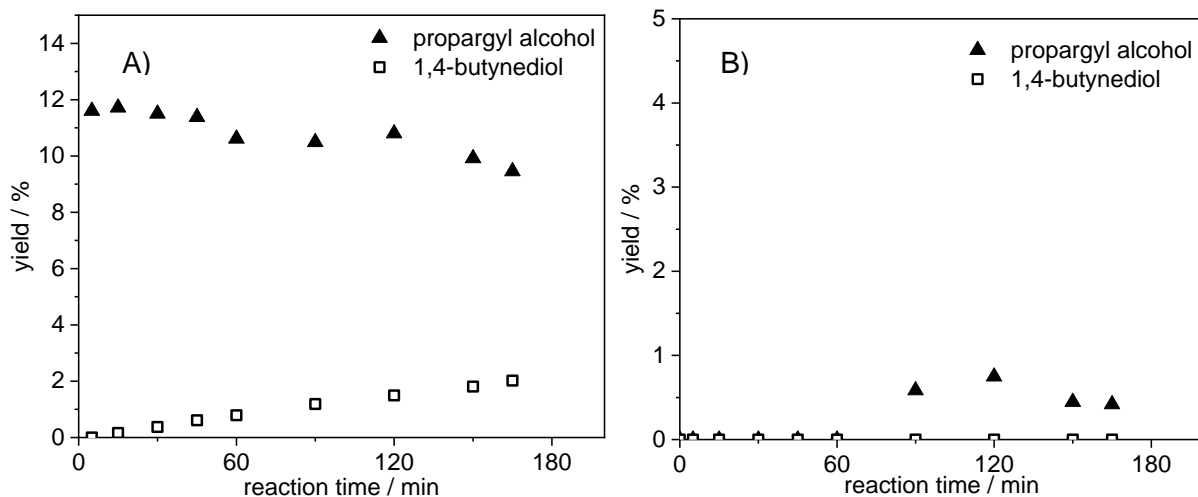 A)
propargyl alcohol
1,4-butynediol
yield / %
14
12
10
8
6
4
2
0
0 60 120 180
reaction time / min
B)
propargyl alcohol
1,4-butynediol
yield / %
5
4
3
2
1
0
0 60 120 180
reaction time / min